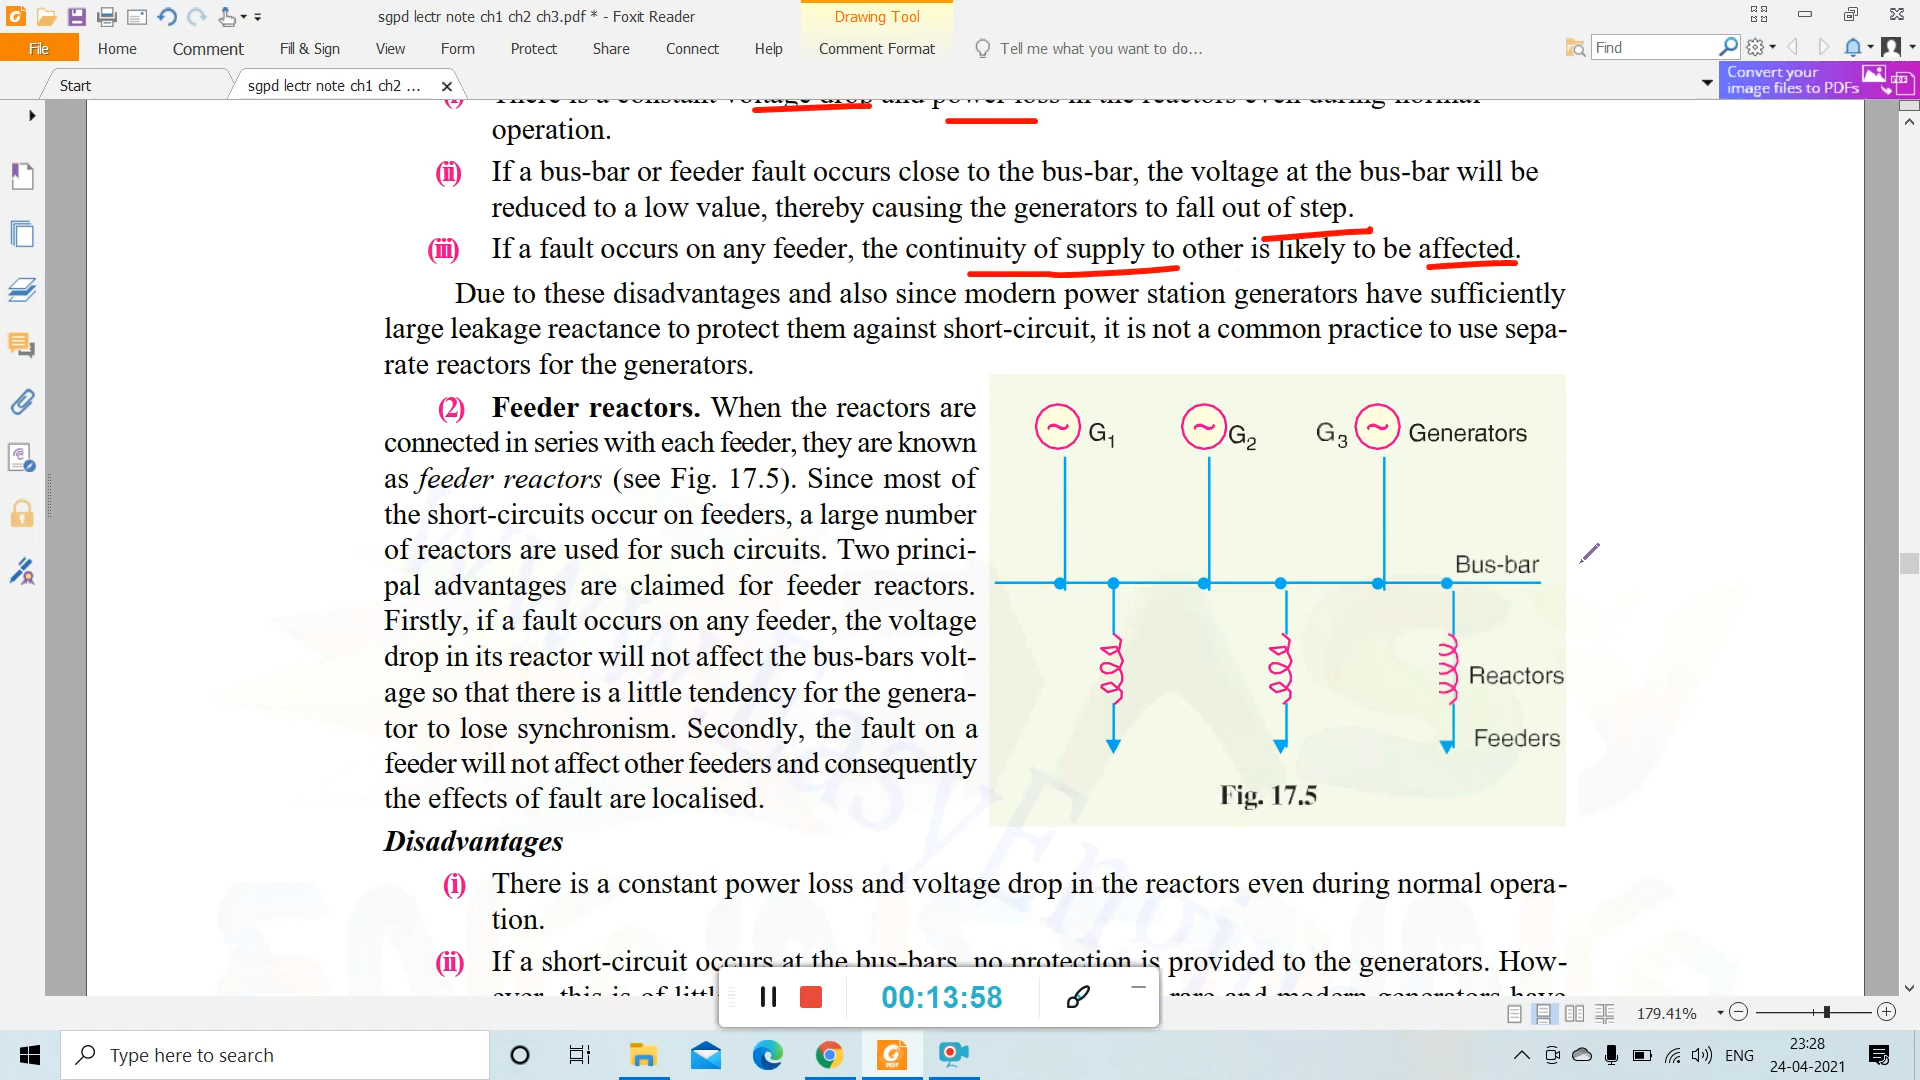 sgpd lectr note ch1 ch2 ch3.pdf * - Foxit Reader
Drawing Tool
File Home Comment Fill & Sign View Form Protect Share Connect Help Comment Format Tell me what you want to do... Find
Start
sgpd lectr note ch1 ch2 ...
Convert your
image files to PDFs
(i) There is a constant voltage drop and power loss in the reactors even during normal
operation.
(ii) If a bus-bar or feeder fault occurs close to the bus-bar, the voltage at the bus-bar will be
reduced to a low value, thereby causing the generators to fall out of step.
(iii) If a fault occurs on any feeder, the continuity of supply to other is likely to be affected.
Due to these disadvantages and also since modern power station generators have sufficiently
large leakage reactance to protect them against short-circuit, it is not a common practice to use sepa-
rate reactors for the generators.
(2) Feeder reactors. When the reactors are
connected in series with each feeder, they are known
as feeder reactors (see Fig. 17.5). Since most of
the short-circuits occur on feeders, a large number
of reactors are used for such circuits. Two princi-
pal advantages are claimed for feeder reactors.
Firstly, if a fault occurs on any feeder, the voltage
drop in its reactor will not affect the bus-bars volt-
age so that there is a little tendency for the genera-
tor to lose synchronism. Secondly, the fault on a
feeder will not affect other feeders and consequently
the effects of fault are localised.
G1 G2 G3 Generators
Bus-bar
Reactors
Feeders
Fig. 17.5
Disadvantages
(i) There is a constant power loss and voltage drop in the reactors even during normal opera-
tion.
(ii) If a short-circuit occurs at the bus-bars, no protection is provided to the generators. How-
00:13:58
179.41%
Type here to search
ENG
23:28
24-04-2021